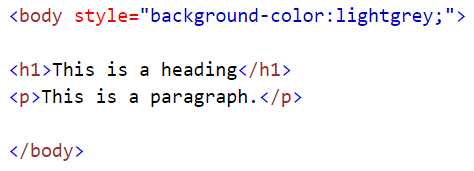 <body style="background-color:lightgrey;">
<h1>This is a heading</h1>
<p>This is a paragraph.</p>
</body>